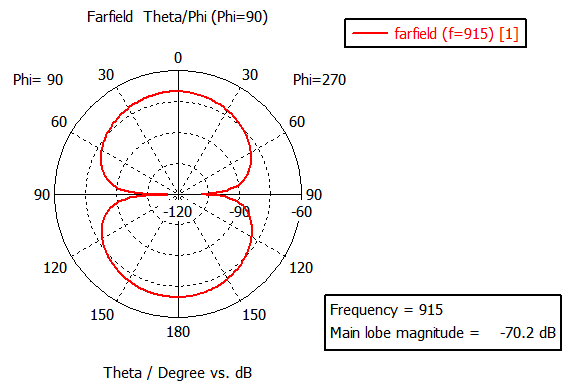 Farfield Theta/Phi (Phi=90)
farfield (f=915) [1]
0
Phi= 90 30 30 Phi=270
60 60
90 90
-120 -90 -60
120 120
150 150
180
Frequency = 915
Main lobe magnitude = -70.2 dB
Theta / Degree vs. dB